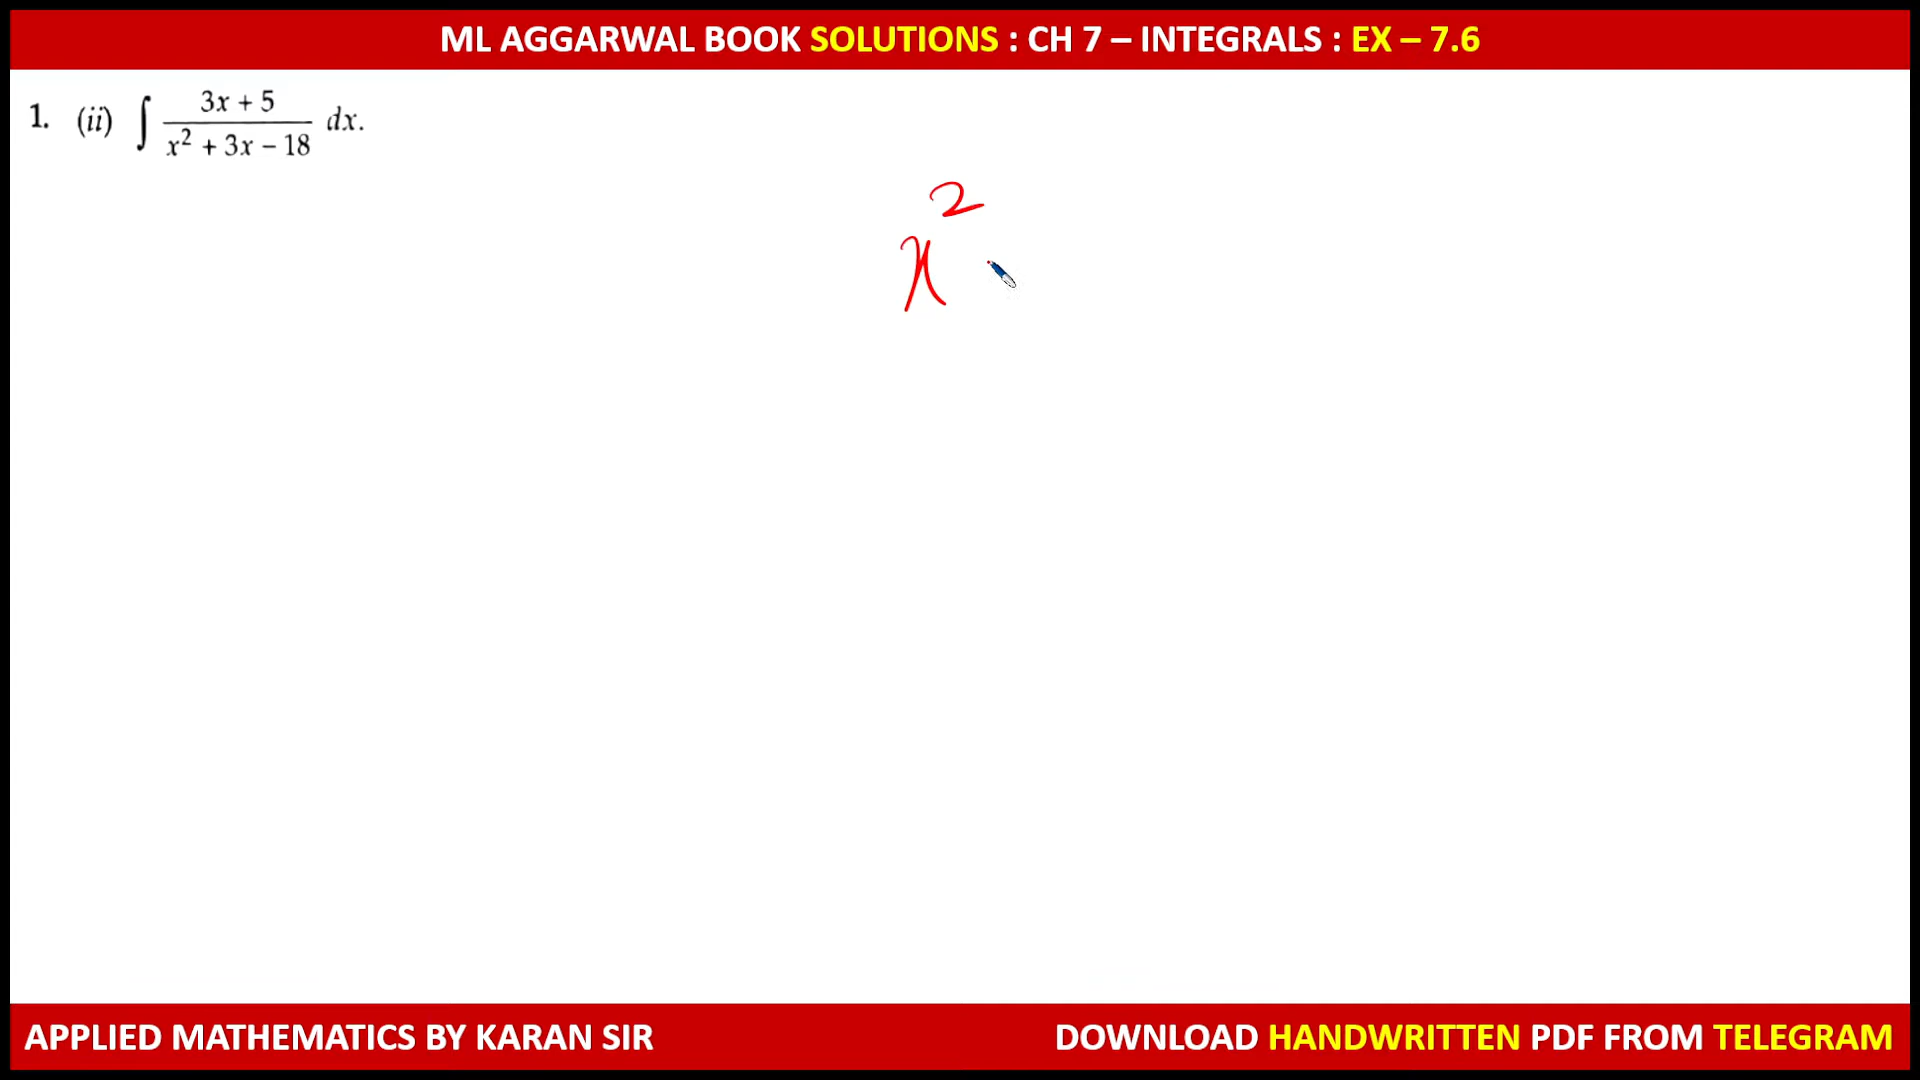 ML AGGARWAL BOOK SOLUTIONS : CH 7 – INTEGRALS : EX – 7.6
1. (ii) ∫ (3x + 5)/(x² + 3x – 18) dx.
x²
APPLIED MATHEMATICS BY KARAN SIR
DOWNLOAD HANDWRITTEN PDF FROM TELEGRAM